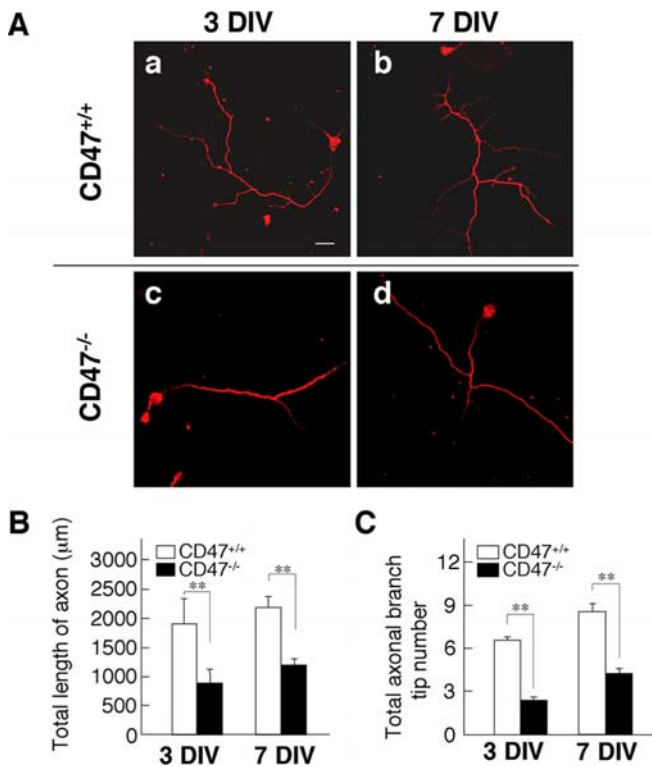 A
3 DIV 7 DIV
CD47+/+
a b
CD47-/-
c d
B
Total length of axon (μm)
3000
2500
2000
1500
1000
500
0
CD47+/+
CD47-/-
**
**
3 DIV 7 DIV
C
Total axonal branch
tip number
12
9
6
3
0
CD47+/+
CD47-/-
**
**
3 DIV 7 DIV